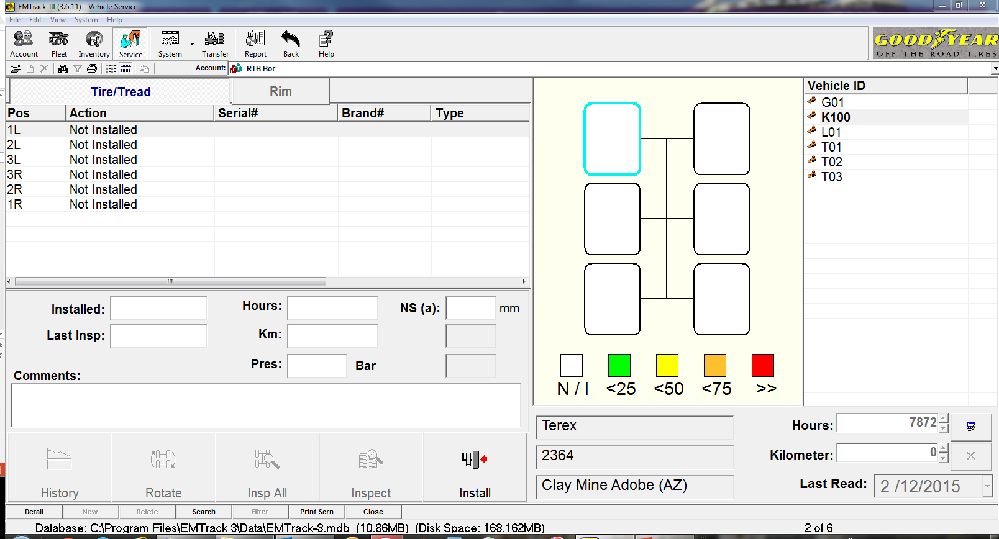 EMTrack-III (3.6.11) - Vehicle Service
File Edit View System Help
Account Fleet Inventory Service System Transfer Report Back Help
GOODYEAR
OFF THE ROAD TIRES
Account: RTB Bor
Tire/Tread Rim
Pos Action Serial# Brand# Type
1L Not Installed
2L Not Installed
3L Not Installed
3R Not Installed
2R Not Installed
1R Not Installed
Installed: Hours: NS (a): mm
Last Insp: Km:
Pres: Bar
Comments:
History Rotate Insp All Inspect Install
N / I <25 <50 <75 >>
Vehicle ID
G01
K100
L01
T01
T02
T03
Terex
2364
Clay Mine Adobe (AZ)
Hours: 7872
Kilometer: 0
Last Read: 2 /12/2015
Detail New Delete Search Filter Print Scrn Close
Database: C:\Program Files\EMTrack 3\Data\EMTrack-3.mdb (10.86MB) (Disk Space: 168,162MB) 2 of 6